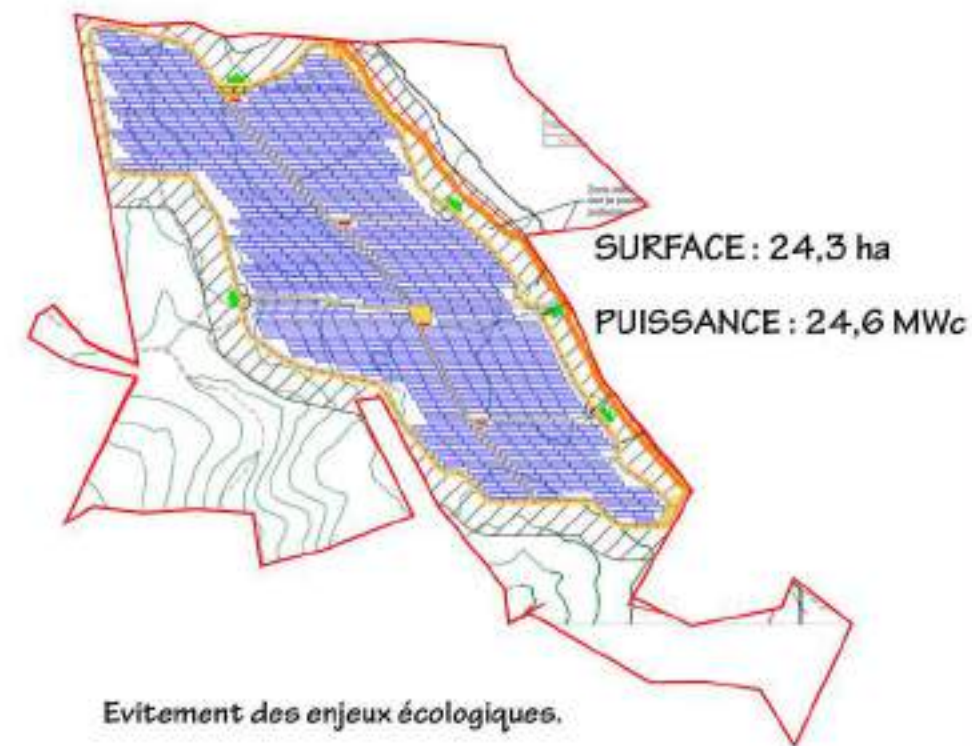 SURFACE : 24,3 ha
PUISSANCE : 24,6 MWc
Evitement des enjeux écologiques.